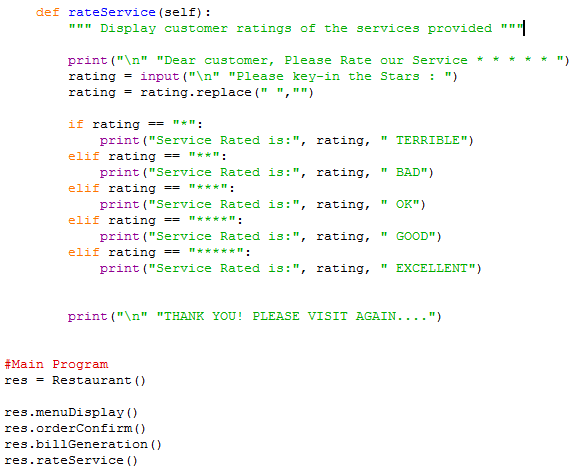 def rateService(self):
""" Display customer ratings of the services provided """
print("\n" "Dear customer, Please Rate our Service * * * * * ")
rating = input("\n" "Please key-in the Stars : ")
rating = rating.replace(" ","")
if rating == "*":
print("Service Rated is:", rating, " TERRIBLE")
elif rating == "**":
print("Service Rated is:", rating, " BAD")
elif rating == "***":
print("Service Rated is:", rating, " OK")
elif rating == "****":
print("Service Rated is:", rating, " GOOD")
elif rating == "*****":
print("Service Rated is:", rating, " EXCELLENT")
print("\n" "THANK YOU! PLEASE VISIT AGAIN....")
#Main Program
res = Restaurant()
res.menuDisplay()
res.orderConfirm()
res.billGeneration()
res.rateService()